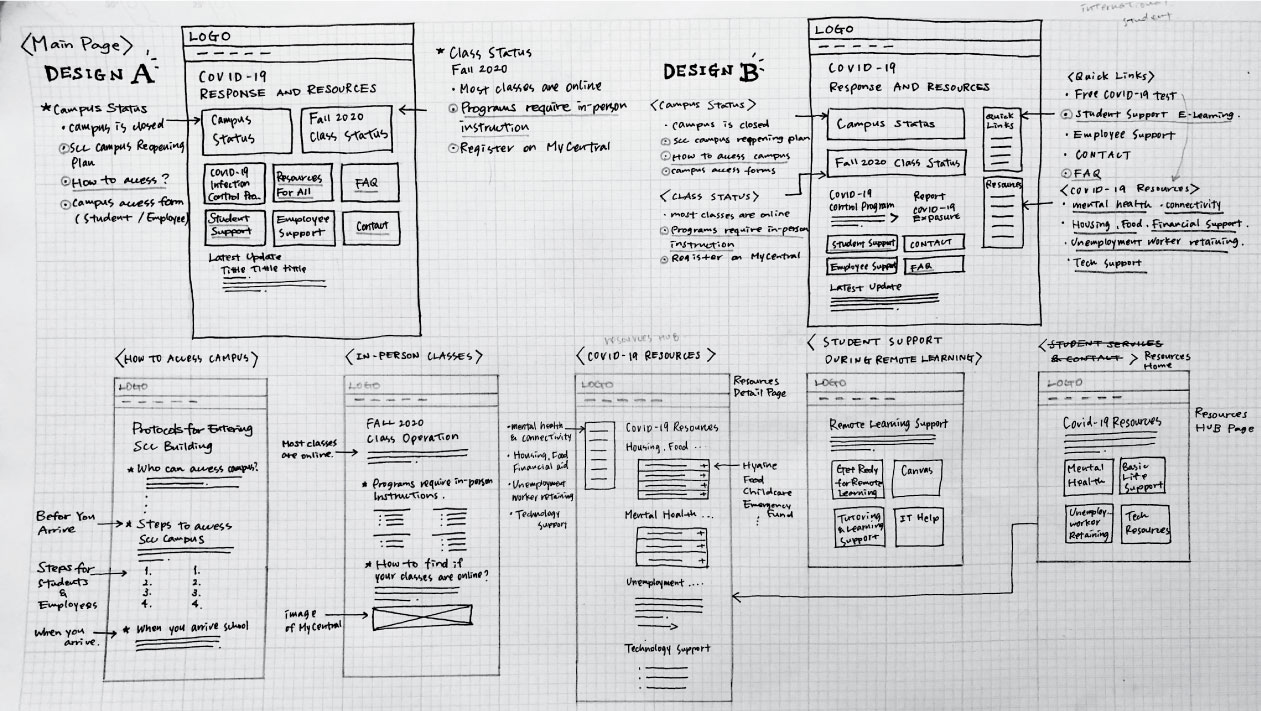 <Main Page>
DESIGN A
* Campus Status
• campus is closed
⊙ Scc Campus Reopening
Plan
⊙ How to access?
⊙ Campus access form
(Student / Employee)
LOGO
COVID-19
RESPONSE AND RESOURCES
Campus
Status
Fall 2020
Class Status
COVID-19
Infection
Control
Resources
For All
FAQ
Student
Support
Employee
Support
Contact
Latest Update
Title Title title
* Class Status
Fall 2020
• Most classes are online
⊙ Programs require in-person
instruction
⊙ Register on MyCentral
DESIGN B
<Campus Status>
• campus is closed
⊙ Scc campus reopening plan
⊙ How to access campus
⊙ campus access forms
<CLASS STATUS>
• most classes are online
⊙ Programs require in-person
instruction
⊙ Register on MyCentral
LOGO
COVID-19
Response AND RESOURCES
Campus Status
Fall 2020 Class Status
Quick
Links
Resources
COVID-19
Control Program
Report
COVID-19
Exposure
Student Support
CONTACT
Employee Support
FAQ
Latest Update
international
student
<Quick Links>
• Free COVID-19 test
⊙ Student Support E-Learning.
• Employee Support
• CONTACT
⊙ FAQ
<COVID-19 Resources>
• mental health • connectivity
• Housing. Food. Financial Support.
• Unemployment Worker retaining.
• Tech Support
<HOW TO ACCESS CAMPUS>
LOGO
Protocols for Entering
Scc Building
* Who can access campus?
Befor You
Arrive
* Steps to access
Scc Campus
Steps for
Students
&
Employees
1. 1.
2. 2.
3. 3.
4. 4.
When you
arrive.
* When you arrive school
<IN-PERSON CLASSES>
LOGO
FALL 2020
Class Operation
Most classes
are online.
* Programs require in-person
Instructions.
* How to find if
your classes are online?
image
of MyCentral
RESOURCES HUB
<COVID-19 RESOURCES>
LOGO
Resources
Detail Page
• mental health
& connectivity
• Housing. Food
Financial aid
• Unemployment
worker retaining
• Technology
support
Covid-19 Resources
Housing. Food ...
Hygine
Food
Childcare
Emergency
Fund
Mental Health ...
Unemployment ....
Technology Support
<STUDENT SUPPORT
DURING REMOTE LEARNING>
LOGO
Remote Learning Support
Get Rody
for Remote
Learning
Canvas
Tutoring
& Learning
Support
IT Help
<STUDENT SERVICES
& CONTACT> Resources
Home
LOGO
Covid-19 Resources
Mental
Health
Basic
Life
Support
Unemploy-
worker
Retaining
Tech
Resources
Resources
HUB Page